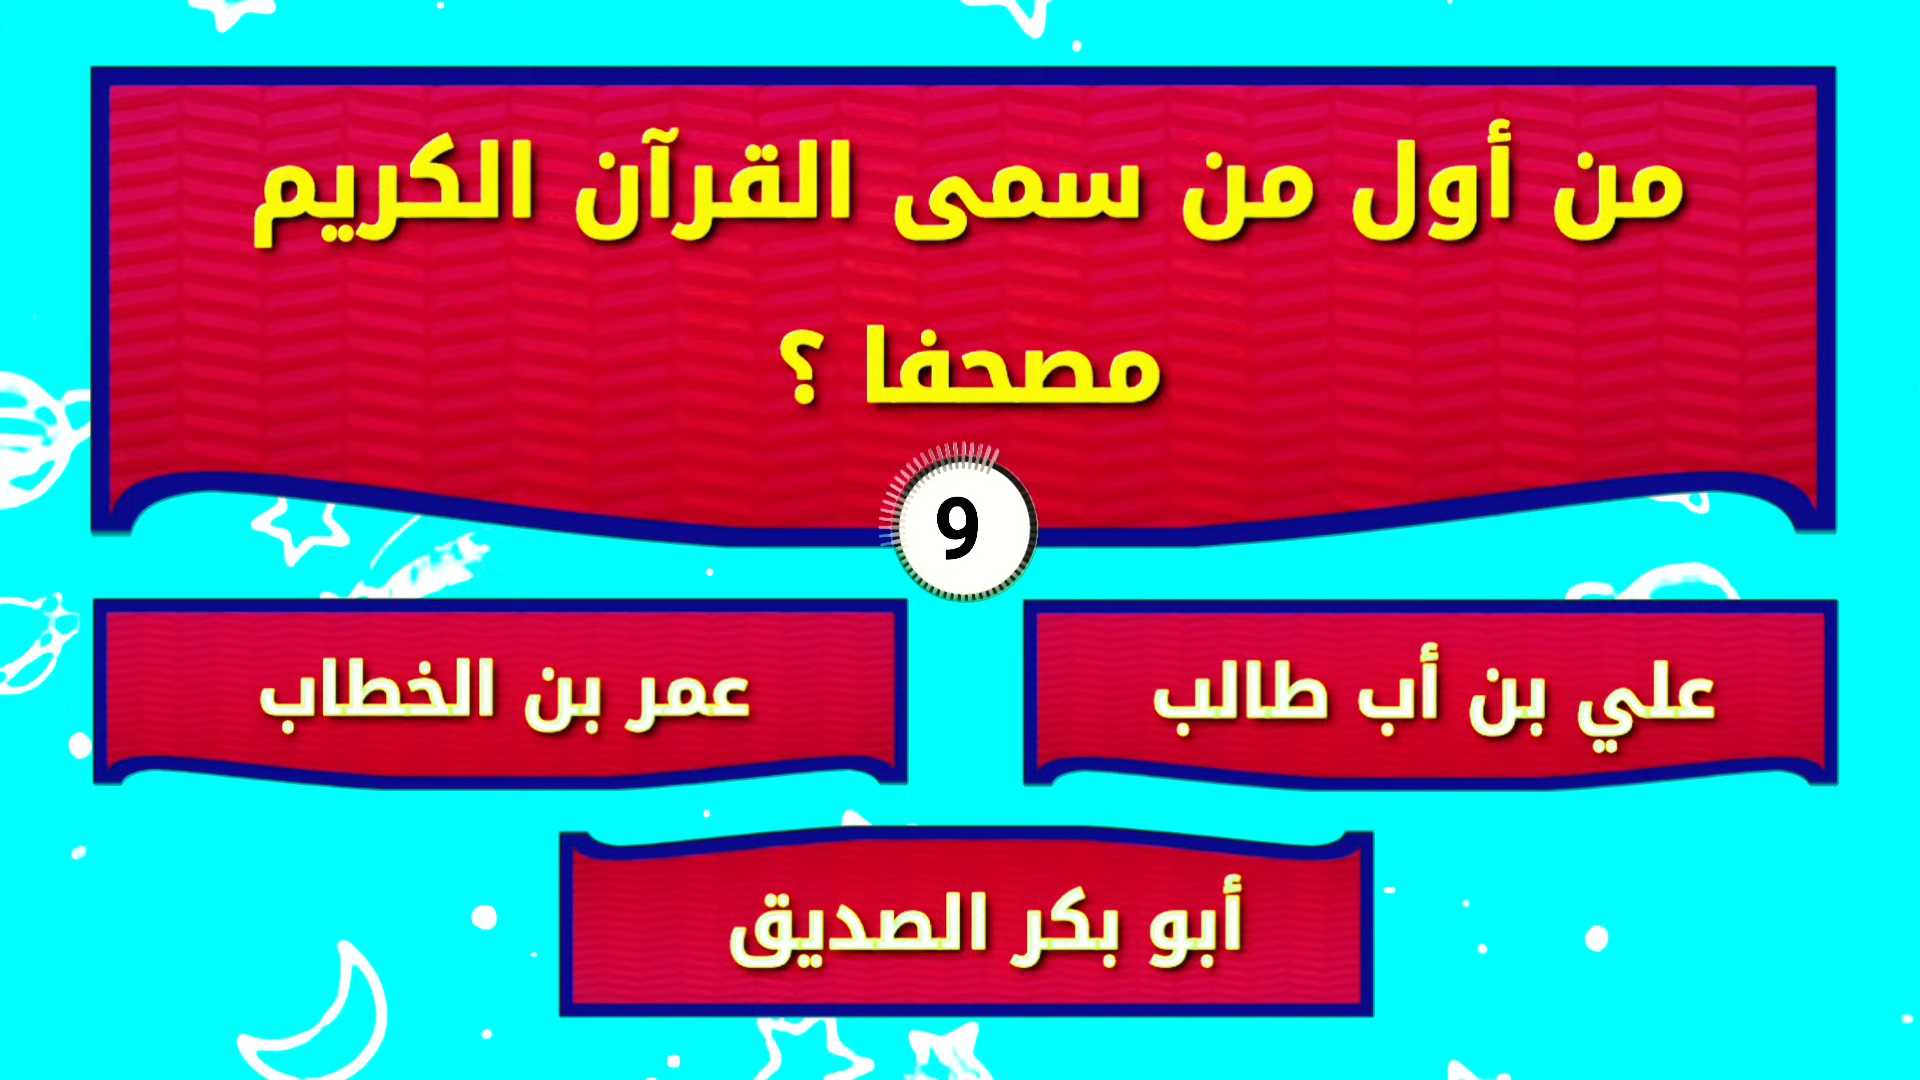 من أول من سمى القرآن الكريم
مصحفا ؟
9
علي بن أب طالب
عمر بن الخطاب
أبو بكر الصديق